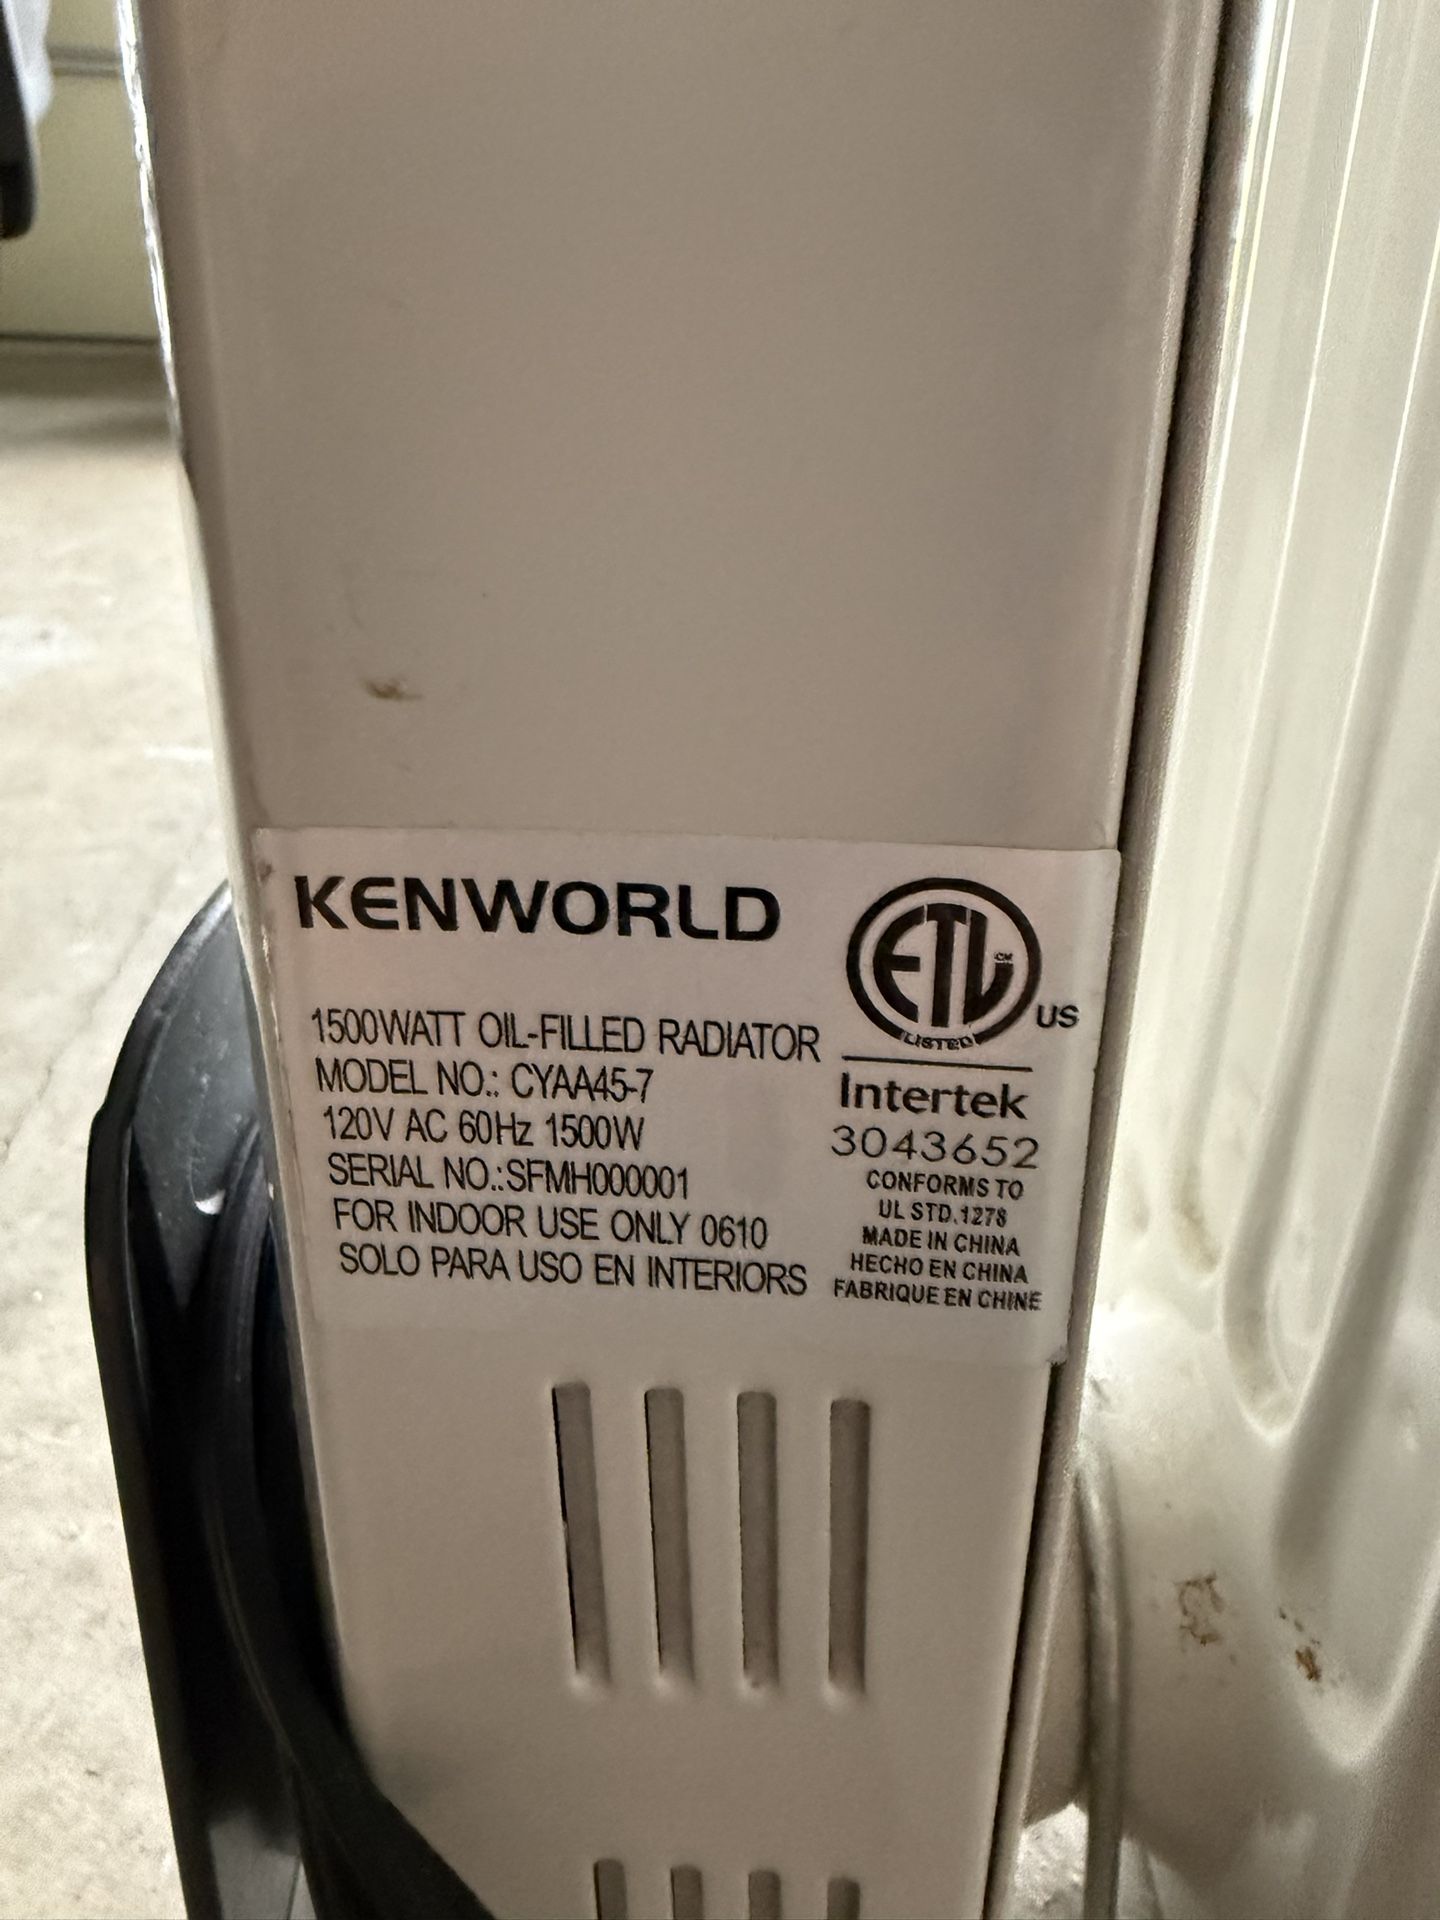 KENWORLD
1500WATT OIL-FILLED RADIATOR
MODEL NO.: CYAA45-7
120V AC 60Hz 1500W
SERIAL NO.:SFMH000001
FOR INDOOR USE ONLY 0610
SOLO PARA USO EN INTERIORS
ETL CM
LISTED
US
Intertek
3043652
CONFORMS TO
UL STD.1278
MADE IN CHINA
HECHO EN CHINA
FABRIQUE EN CHINE